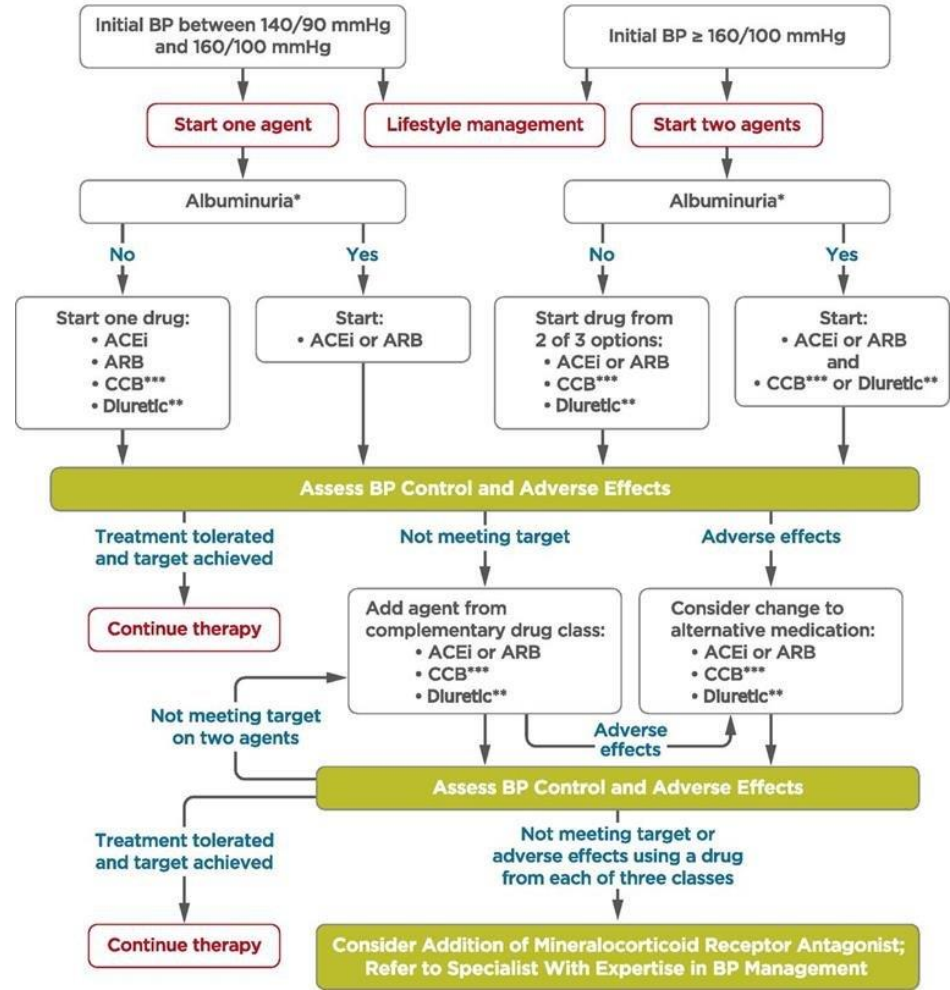 Initial BP between 140/90 mmHg
and 160/100 mmHg
Initial BP ≥ 160/100 mmHg
Start one agent
Lifestyle management
Start two agents
Albuminuria*
Albuminuria*
No
Yes
No
Yes
Start one drug:
• ACEi
• ARB
• CCB***
• Diuretic**
Start:
• ACEi or ARB
Start drug from
2 of 3 options:
• ACEi or ARB
• CCB***
• Diuretic**
Start:
• ACEi or ARB
and
• CCB*** or Diuretic**
Assess BP Control and Adverse Effects
Treatment tolerated
and target achieved
Not meeting target
Adverse effects
Continue therapy
Add agent from
complementary drug class:
• ACEi or ARB
• CCB***
• Diuretic**
Consider change to
alternative medication:
• ACEi or ARB
• CCB***
• Diuretic**
Not meeting target
on two agents
Adverse
effects
Assess BP Control and Adverse Effects
Treatment tolerated
and target achieved
Not meeting target or
adverse effects using a drug
from each of three classes
Continue therapy
Consider Addition of Mineralocorticoid Receptor Antagonist;
Refer to Specialist With Expertise in BP Management